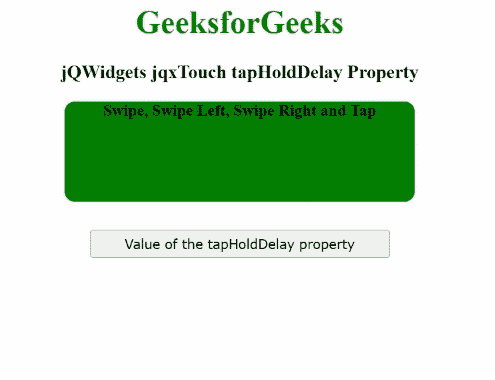 GeeksforGeeks
jQWidgets jqxTouch tapHoldDelay Property
Swipe, Swipe Left, Swipe Right and Tap
Value of the tapHoldDelay property